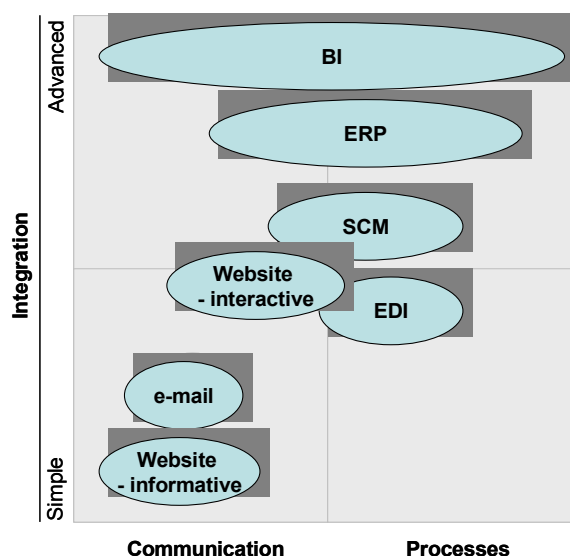 Advanced
BI
ERP
SCM
Integration
Website
- interactive
EDI
e-mail
Website
- informative
Simple
Communication
Processes